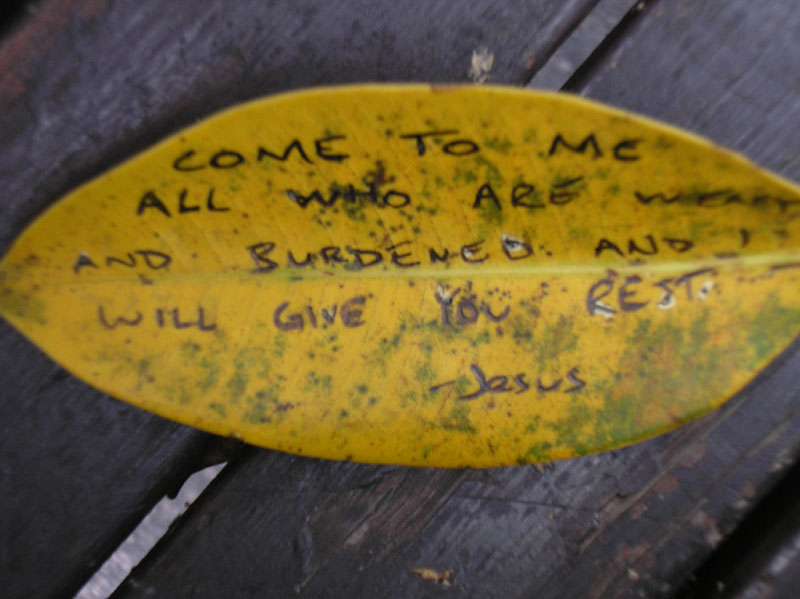 COME TO ME
ALL WHO ARE WEARY
AND BURDENED AND I
WILL GIVE YOU REST.
- Jesus